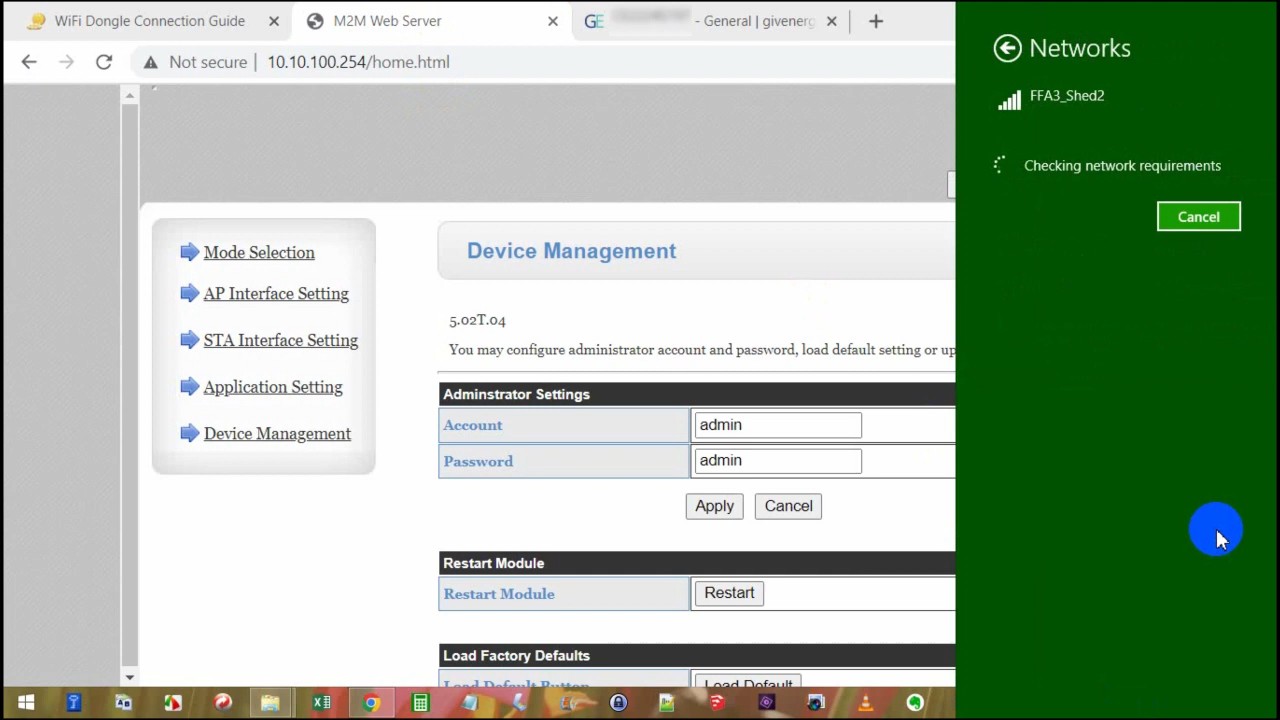 WiFi Dongle Connection Guide
M2M Web Server
GE - General | givenerg
Not secure 10.10.100.254/home.html
Networks
FFA3_Shed2
Checking network requirements
Cancel
Mode Selection
AP Interface Setting
STA Interface Setting
Application Setting
Device Management
Device Management
5.02T.04
You may configure administrator account and password, load default setting or up
Adminstrator Settings
Account admin
Password admin
Apply Cancel
Restart Module
Restart Module Restart
Load Factory Defaults
Load Default Button Load Default